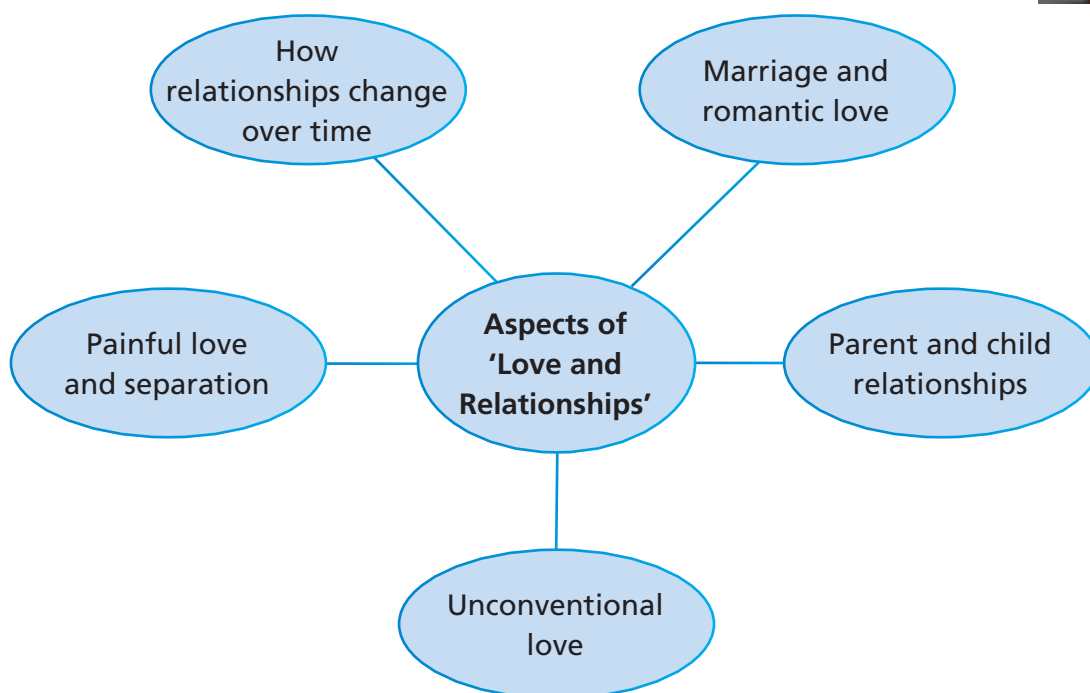 How
relationships change
over time
Marriage and
romantic love
Painful love
and separation
Aspects of
‘Love and
Relationships’
Parent and child
relationships
Unconventional
love